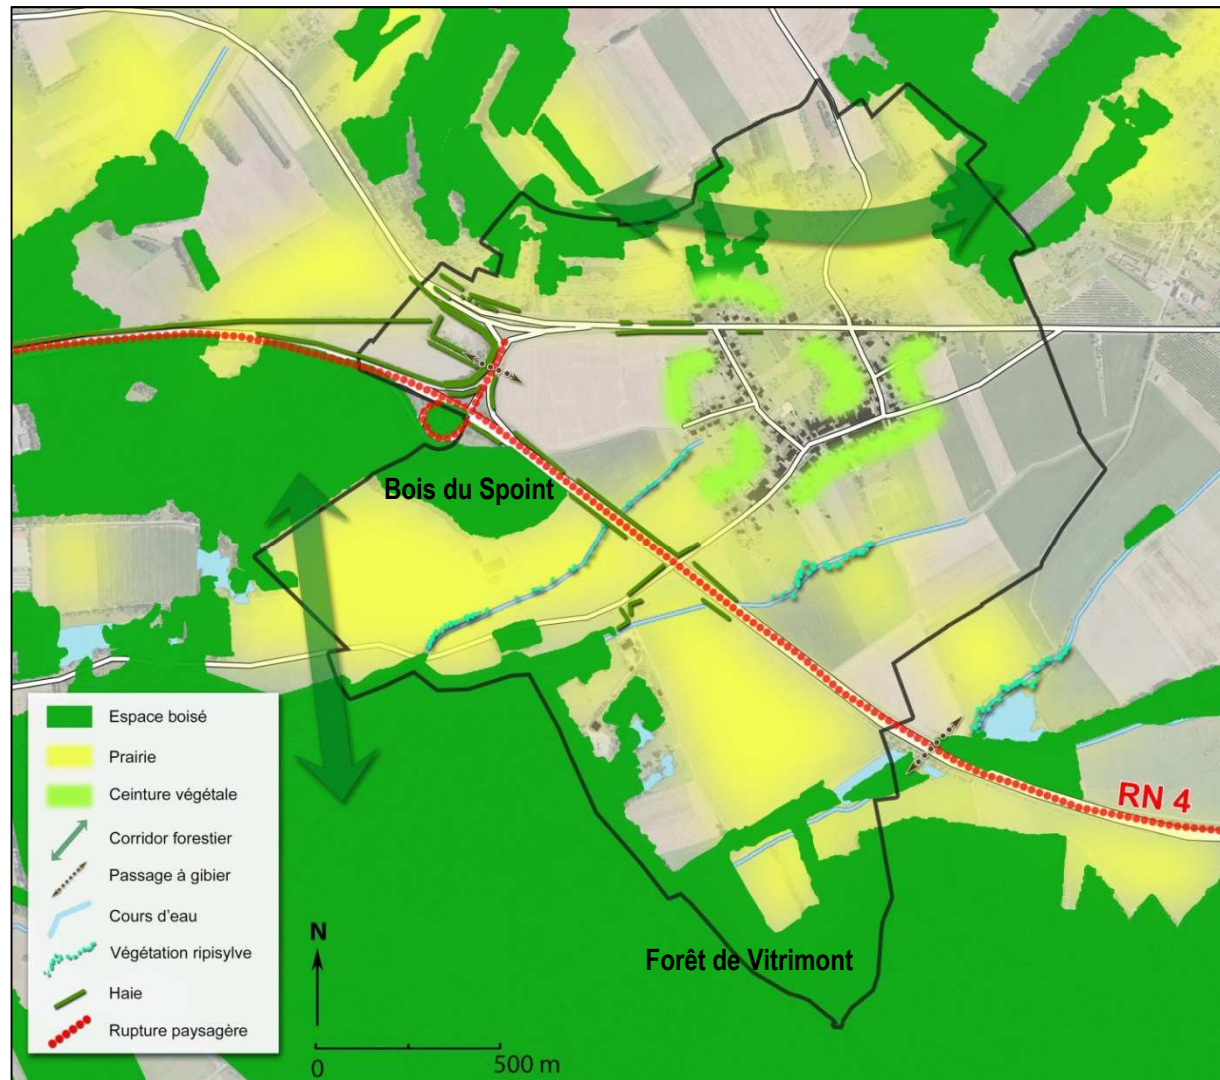 Bois du Spoint
RN 4
Forêt de Vitrimont
Espace boisé
Prairie
Ceinture végétale
Corridor forestier
Passage à gibier
Cours d'eau
Végétation ripisylve
Haie
Rupture paysagère
N
0 500 m